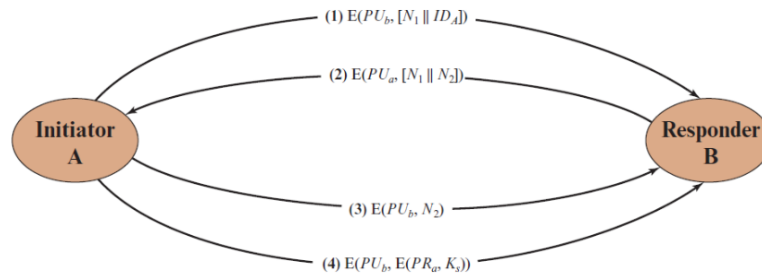 (1) E(PU_b, [N_1 || ID_A])
(2) E(PU_a, [N_1 || N_2])
Initiator
A
Responder
B
(3) E(PU_b, N_2)
(4) E(PU_b, E(PR_a, K_s))